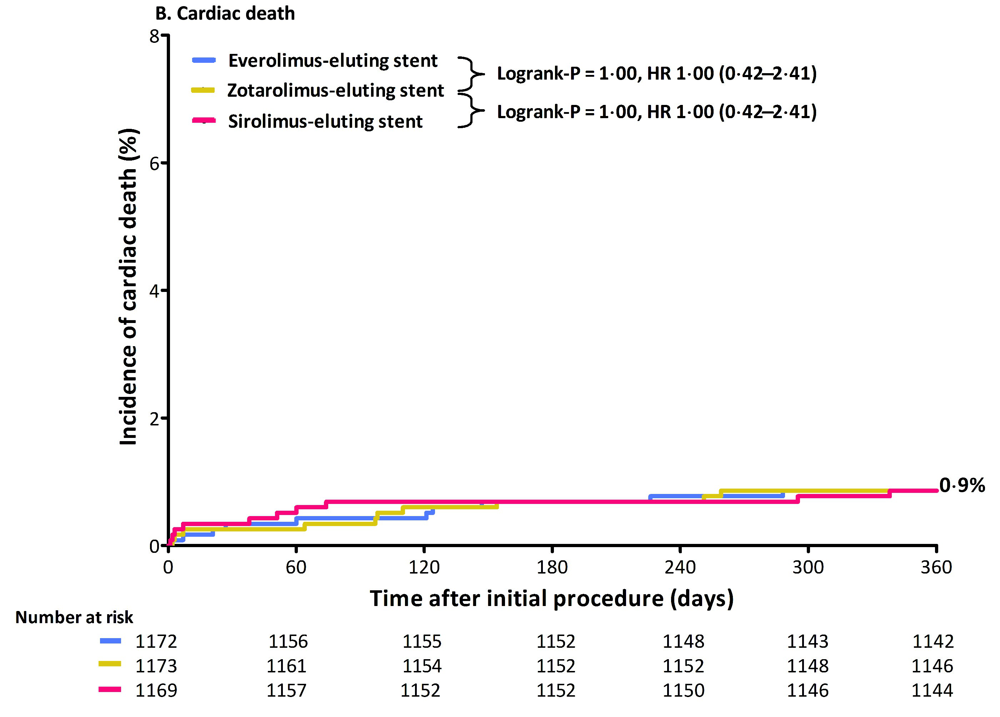 B. Cardiac death
8
Everolimus-eluting stent
Logrank-P = 1·00, HR 1·00 (0·42–2·41)
Zotarolimus-eluting stent
Logrank-P = 1·00, HR 1·00 (0·42–2·41)
Sirolimus-eluting stent
6
Incidence of cardiac death (%)
4
2
0·9%
0
0 60 120 180 240 300 360
Time after initial procedure (days)
Number at risk
1172 1156 1155 1152 1148 1143 1142
1173 1161 1154 1152 1152 1148 1146
1169 1157 1152 1152 1150 1146 1144